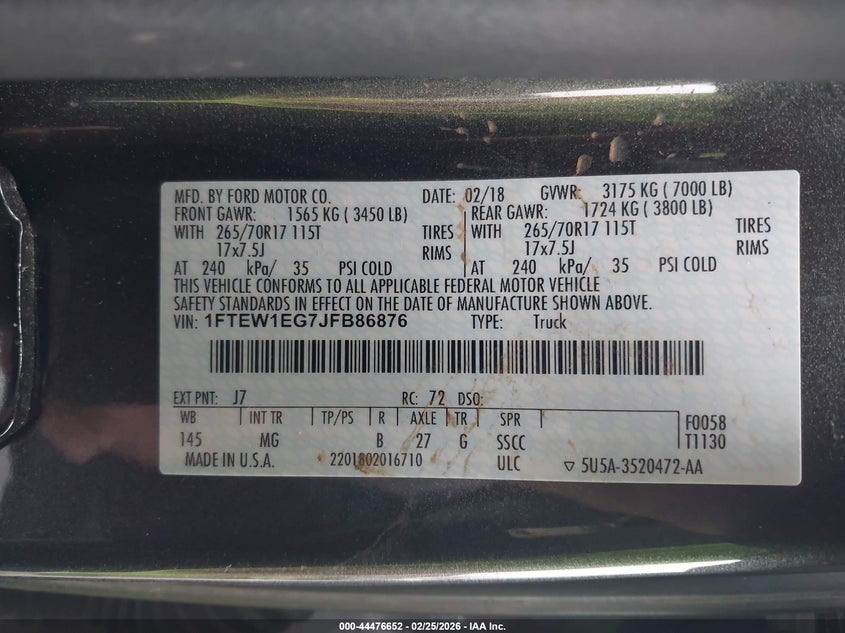 MFD. BY FORD MOTOR CO. DATE: 02/18 GVWR: 3175 KG ( 7000 LB)
FRONT GAWR: 1565 KG ( 3450 LB) REAR GAWR: 1724 KG ( 3800 LB)
WITH 265/70R17 115T TIRES WITH 265/70R17 115T TIRES
17x7.5J RIMS 17x7.5J RIMS
AT 240 kPa/ 35 PSI COLD AT 240 kPa/ 35 PSI COLD
THIS VEHICLE CONFORMS TO ALL APPLICABLE FEDERAL MOTOR VEHICLE
SAFETY STANDARDS IN EFFECT ON THE DATE OF MANUFACTURE SHOWN ABOVE.
VIN: 1FTEW1EG7JFB86876 TYPE: Truck
EXT PNT: J7 RC: 72 DSO:
WB INT TR TP/PS R AXLE TR SPR F0058
145 MG B 27 G SSCC T1130
MADE IN U.S.A. 2201802016710 ULC ▽ 5U5A-3520472-AA
000-44476652 - 02/25/2026 - IAA Inc.